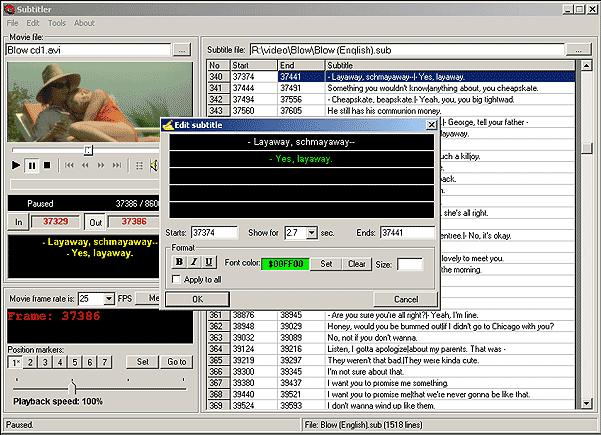 Subtitler
File Edit Tools About
Movie file:
Blow cd1.avi ...
Subtitle file: R:\video\Blow\Blow (English).sub ...
No Start End Subtitle
340 37374 37441 - Layaway, schmayaway--|- Yes, layaway.
341 37444 37491 Something you wouldn't know|anything about, you cheapskate.
342 37494 37556 - Cheapskate, beapskate.|- Yeah, you, you big tightwad.
343 37560 37605 He still has his communion money.
|- George, tell your father -
layaway.
such a killjoy.
back.
she's all right.
entree.|- No, it's okay.
lovely to meet you.
the morning.
Edit subtitle
- Layaway, schmayaway--
- Yes, layaway.
Starts: 37374 Show for 2.7 sec. Ends: 37441
Format
B I U Font color: $00FF00 Set Clear Size:
Apply to all
OK Cancel
Paused 37386 / 860
In 37329 Out 37386
- Layaway, schmayaway--
- Yes, layaway.
Movie frame rate is: 25 FPS Me
Frame: 37386
Position markers:
1* 2 3 4 5 6 7 Set Go to
Playback speed: 100%
361 38876 38945 - Are you sure you're all right?|- Yeah, I'm fine.
362 38948 39029 Honey, would you be bummed out|if I didn't go to Chicago with you?
363 39032 39089 No, not if you don't wanna.
364 39124 39216 Listen, I gotta apologize|about my parents. That was -
365 39219 39297 They weren't that bad.|They were kinda cute.
366 39300 39345 I'm not sure about that.
367 39380 39437 I want you to promise me something.
368 39440 39521 I want you to promise me|that we're never gonna be like that.
369 39524 39593 I don't wanna wind up like them.
Paused. File: Blow (English).sub (1518 lines)